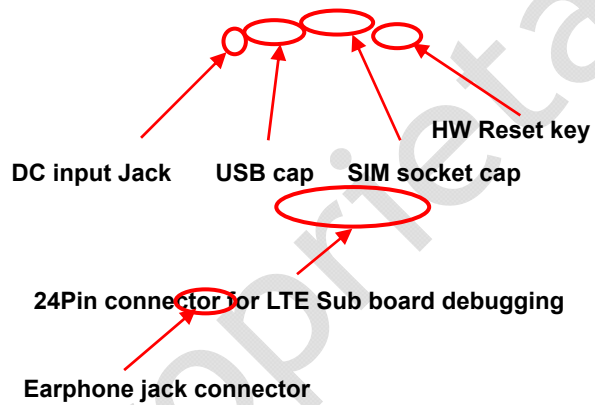 HW Reset key
DC input Jack USB cap SIM socket cap
24Pin connector for LTE Sub board debugging
Earphone jack connector